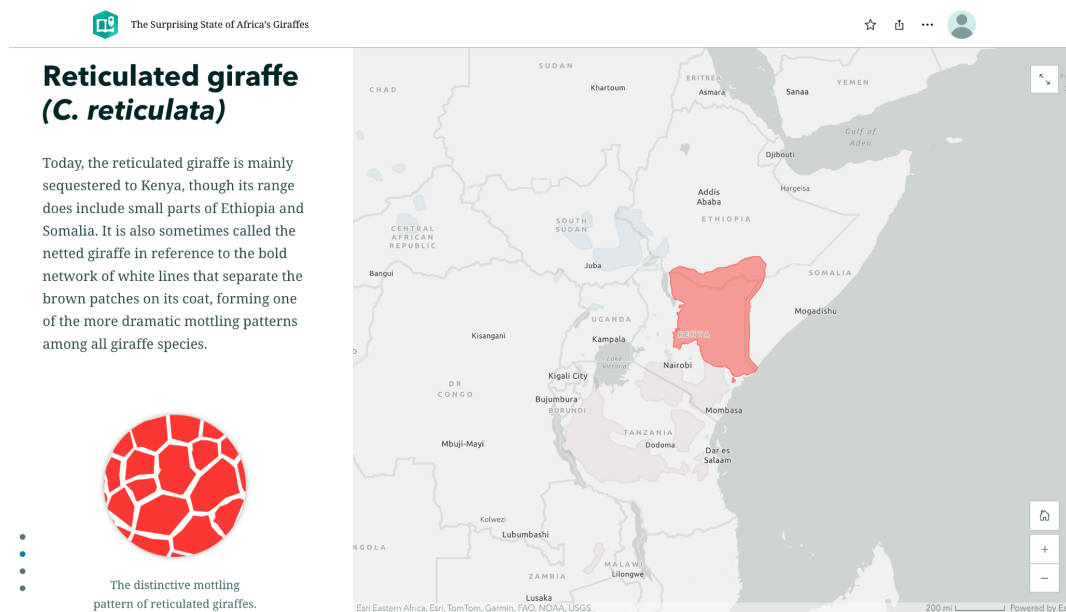 The Surprising State of Africa's Giraffes
Reticulated giraffe
(C. reticulata)
Today, the reticulated giraffe is mainly
sequestered to Kenya, though its range
does include small parts of Ethiopia and
Somalia. It is also sometimes called the
netted giraffe in reference to the bold
network of white lines that separate the
brown patches on its coat, forming one
of the more dramatic mottling patterns
among all giraffe species.
The distinctive mottling
pattern of reticulated giraffes.
SUDAN
CHAD
Khartoum
ERITREA
Asmara
YEMEN
Sanaa
Gulf of
Aden
Djibouti
Hargeisa
Addis
Ababa
ETHIOPIA
SOUTH
SUDAN
CENTRAL
AFRICAN
REPUBLIC
Bangui
Juba
SOMALIA
Mogadishu
UGANDA
Kampala
KENYA
Kisangani
Lake
Victoria
Nairobi
Kigali City
DR
CONGO
Bujumbura
BURUNDI
Mombasa
TANZANIA
Dodoma
Mbuji-Mayi
Dar es
Salaam
Kolwezi
Lubumbashi
NGOLA
MALAWI
Lilongwe
ZAMBIA
Lusaka
Esri Eastern Africa, Esri, TomTom, Garmin, FAO, NOAA, USGS
200 mi
Powered by Es